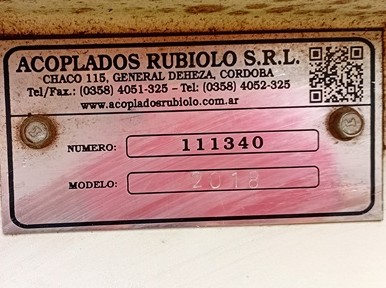 ACOPLADOS RUBIOLO S.R.L.
CHACO 115, GENERAL DEHEZA, CORDOBA
Tel/Fax.: (0358) 4051-325 - Tel: (0358) 4052-325
www.acopladosrubiolo.com.ar
NUMERO: 111340
MODELO: 2018